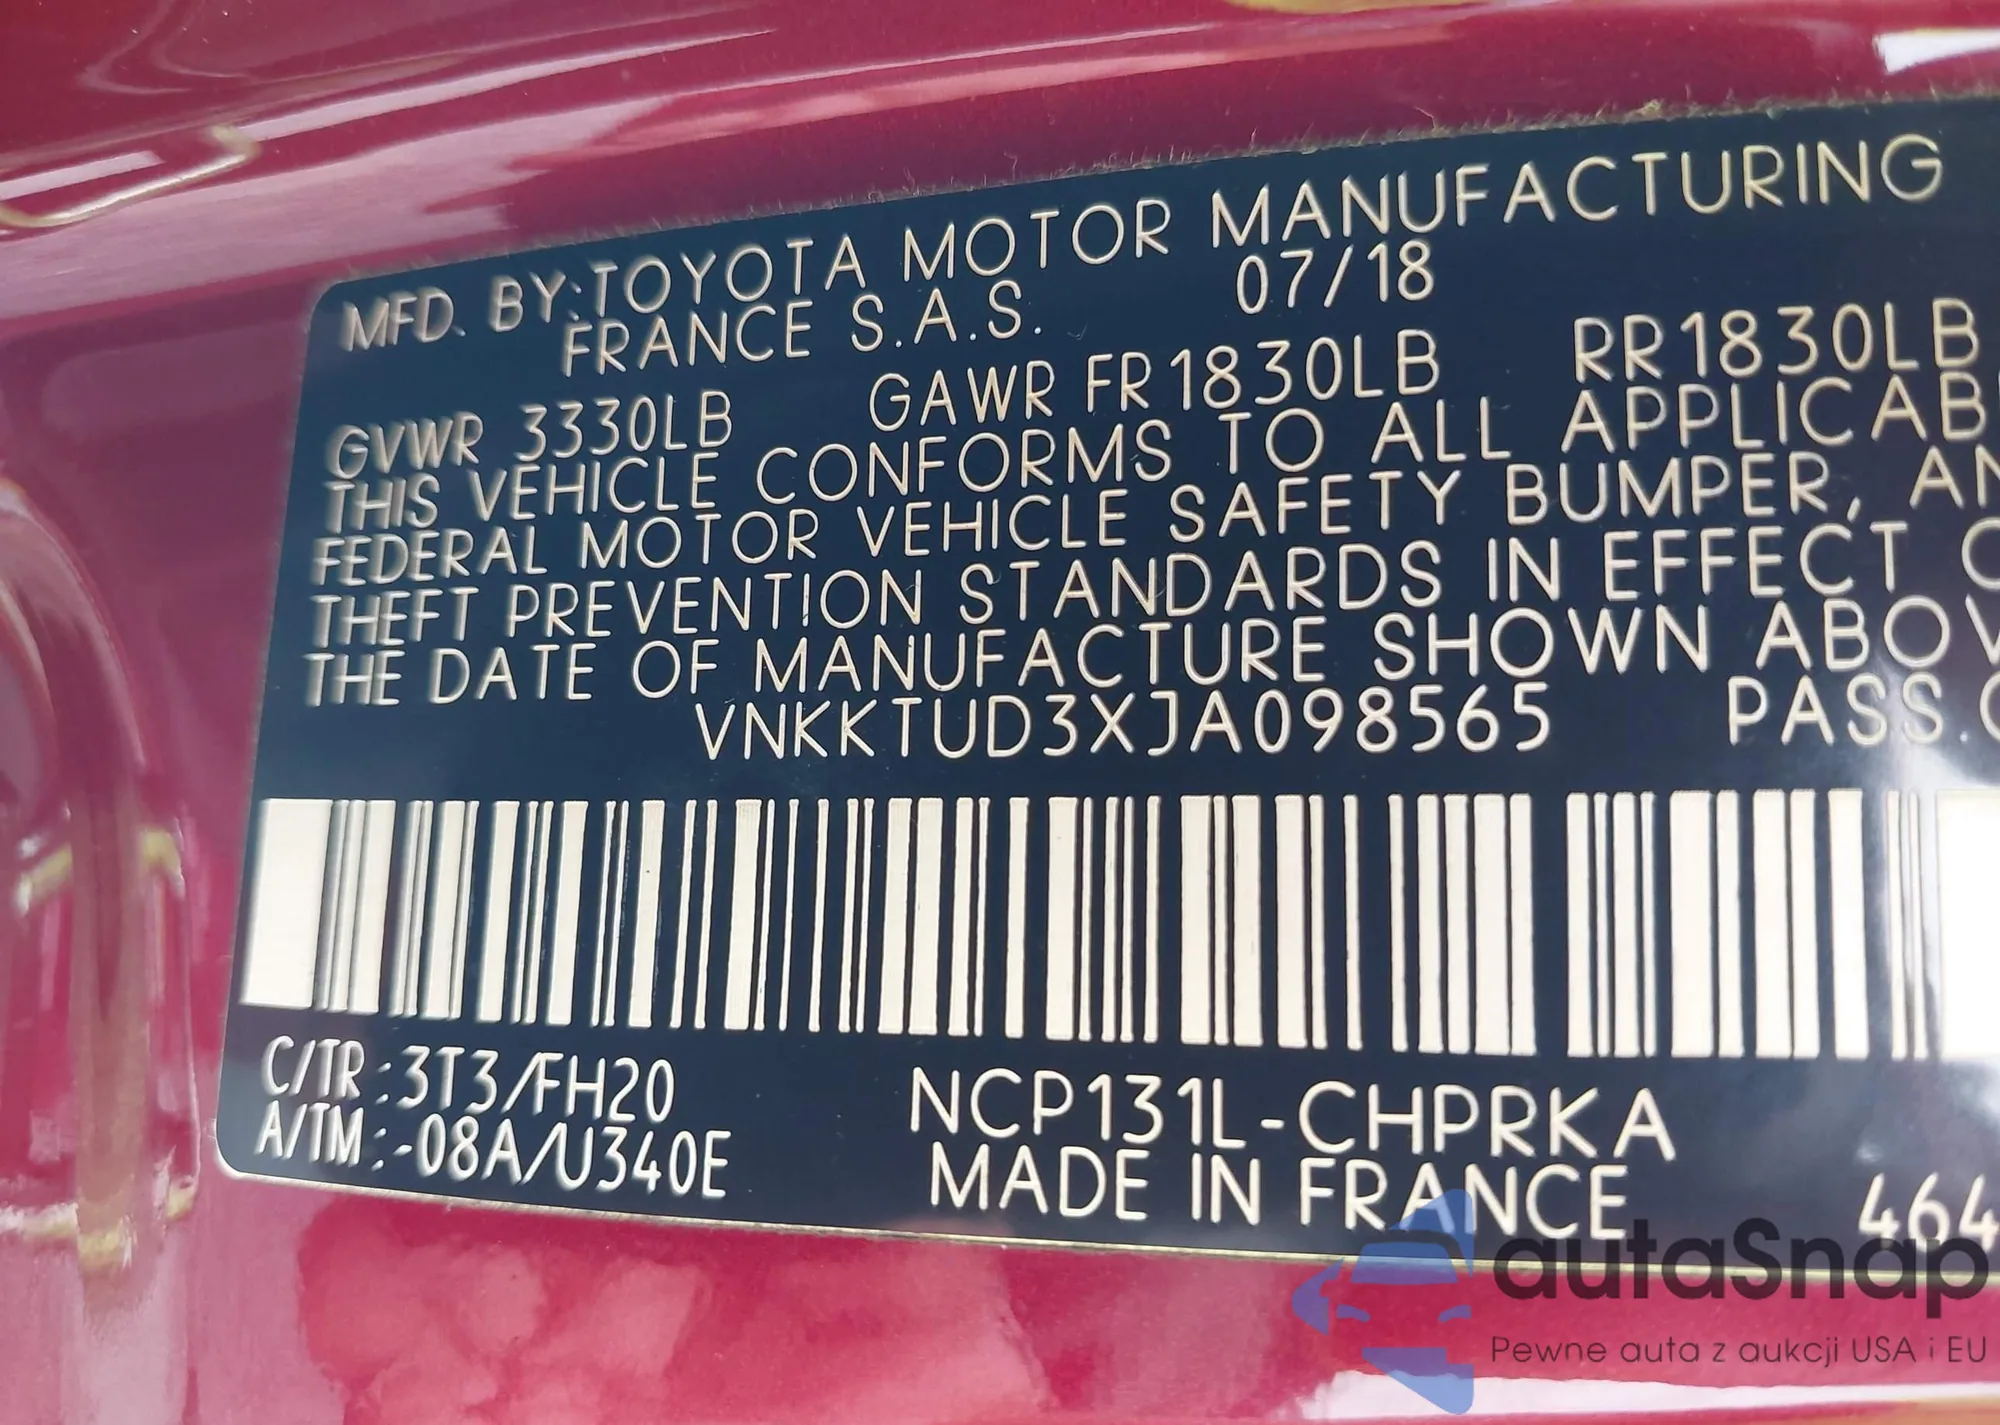 MFD. BY:TOYOTA MOTOR MANUFACTURING
FRANCE S.A.S. 07/18
GVWR 3330LB GAWR FR1830LB RR1830LB
THIS VEHICLE CONFORMS TO ALL APPLICAB
FEDERAL MOTOR VEHICLE SAFETY BUMPER, AN
THEFT PREVENTION STANDARDS IN EFFECT O
THE DATE OF MANUFACTURE SHOWN ABOV
VNKKTUD3XJA098565 PASS.C
C/TR:3T3/FH20 NCP131L-CHPRKA
A/TM:-08A/U340E MADE IN FRANCE 464
autaSnap
Pewne auta z aukcji USA i EU